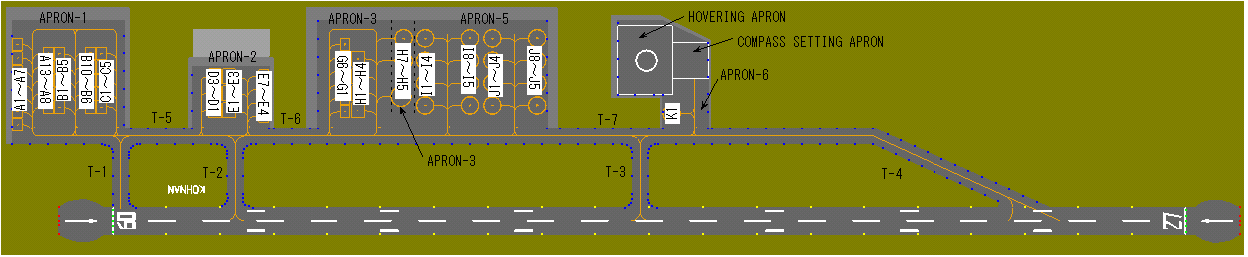 APRON-1
APRON-2
APRON-3
APRON-5
HOVERING APRON
COMPASS SETTING APRON
APRON-6
A1～A7
A13～A8
B1～B5
B10～B6
C1～C5
D3～D1
E1～E3
E7～E4
G6～G1
H1～H4
H7～H5
I1～I4
I8～I5
J1～J4
J8～J5
K1
T-5
T-6
T-7
APRON-3
T-1
T-2
T-3
T-4
KOHNAN
09
27